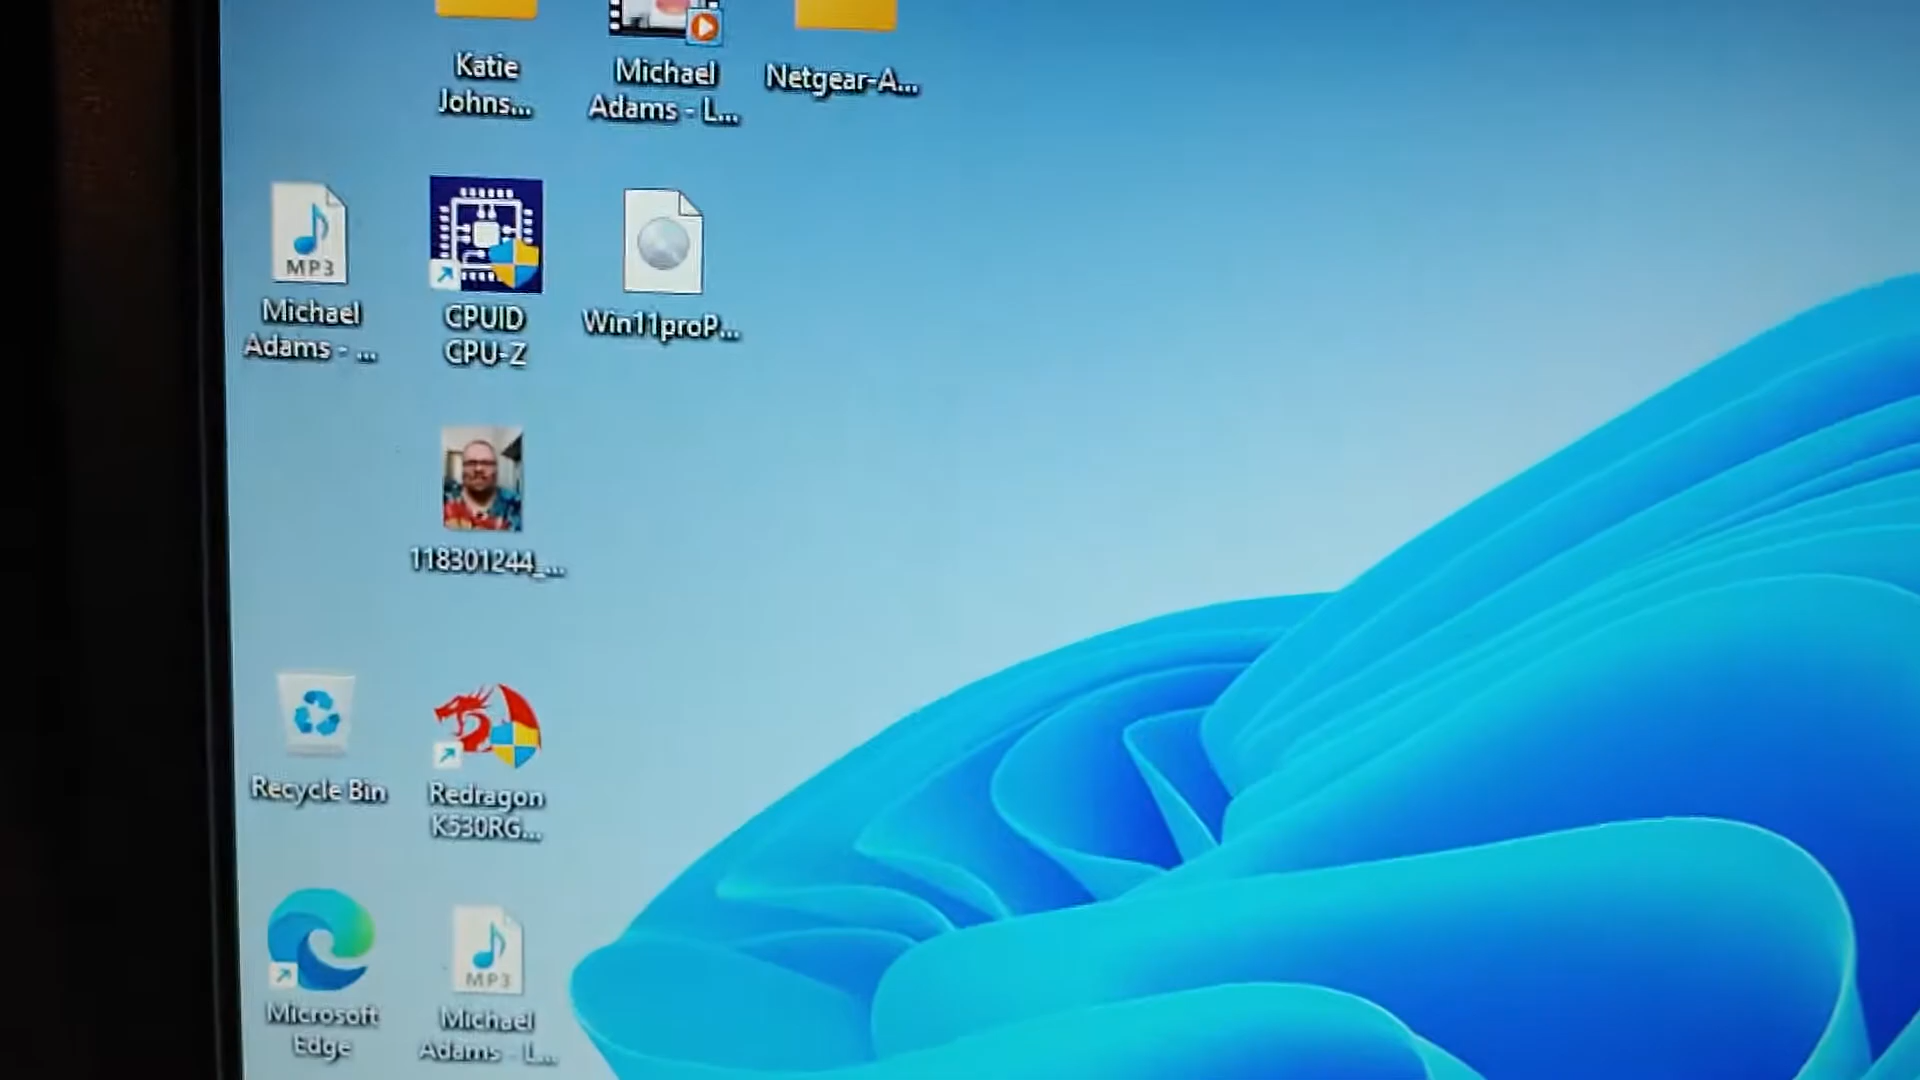 Katie
Johns...
Michael
Adams - L...
Netgear-A...
MP3
Michael
Adams - ...
CPUID
CPU-Z
Win11proP...
118301244_...
Recycle Bin
Redragon
K530RG...
Microsoft
Edge
MP3
Michael
Adams - L...